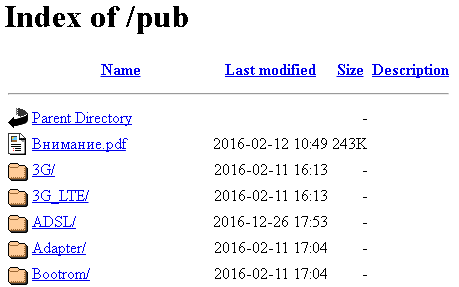 Index of /pub
Name Last modified Size Description
Parent Directory -
Внимание.pdf 2016-02-12 10:49 243K
3G/ 2016-02-11 16:13 -
3G_LTE/ 2016-02-11 16:13 -
ADSL/ 2016-12-26 17:53 -
Adapter/ 2016-02-11 17:04 -
Bootrom/ 2016-02-11 17:04 -